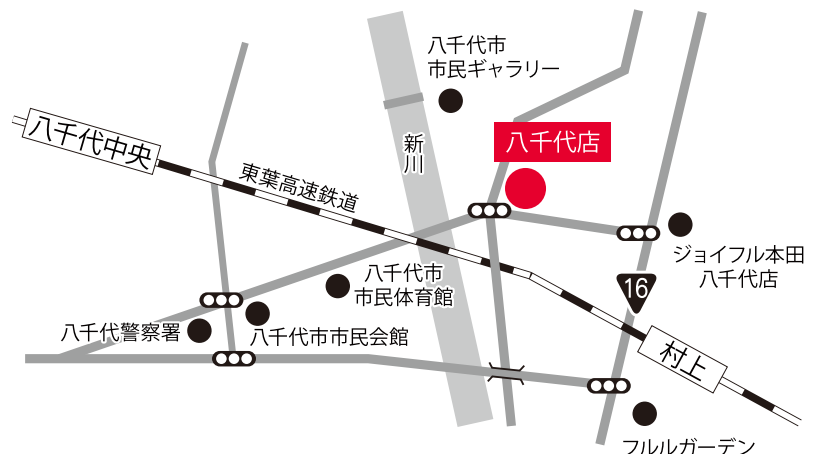 八千代市
市民ギャラリー
八千代中央
八千代店
新川
東葉高速鉄道
ジョイフル本田
八千代店
八千代市
市民体育館
16
八千代警察署
八千代市市民会館
村上
フルルガーデン